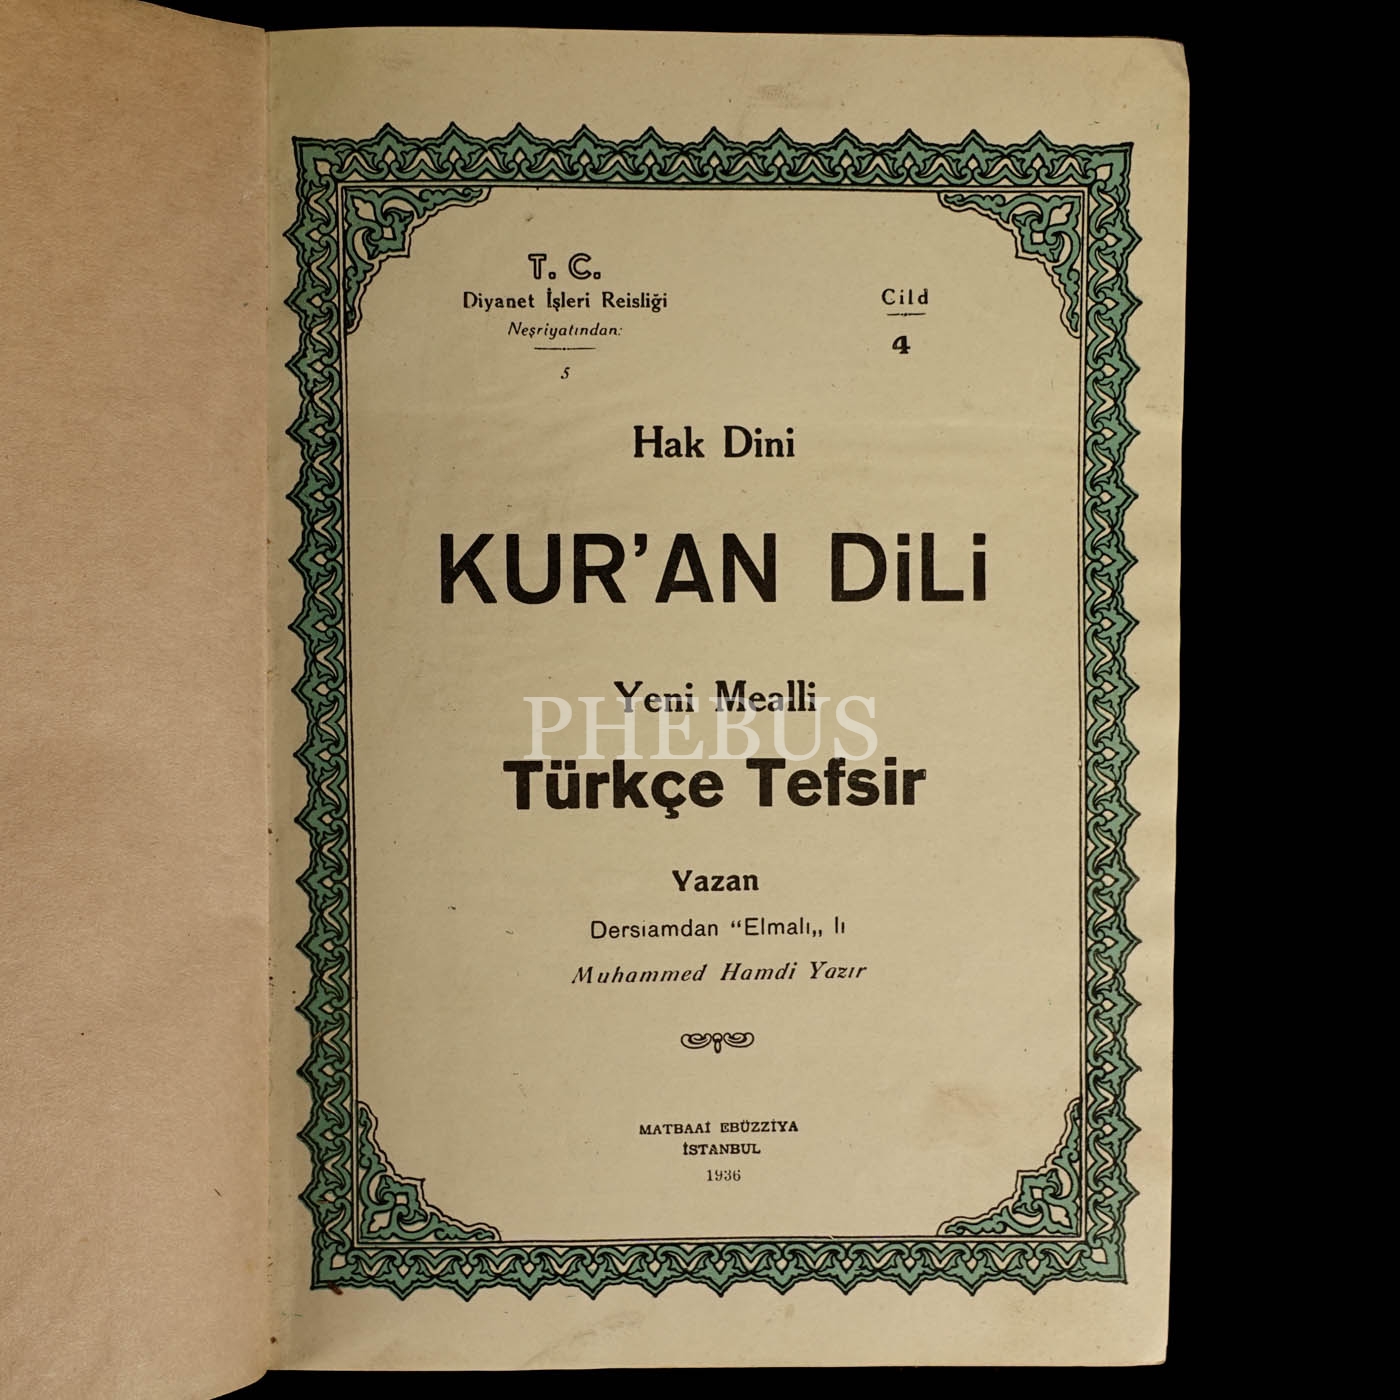 T. C.
Diyanet İşleri Reisliği
Neşriyatından:
5
Cild
4
Hak Dini
KUR’AN DiLi
Yeni Mealli
PHEBUS
Türkçe Tefsir
Yazan
Dersiamdan “Elmalı„ lı
Muhammed Hamdi Yazır
MATBAAİ EBÜZZİYA
İSTANBUL
1936